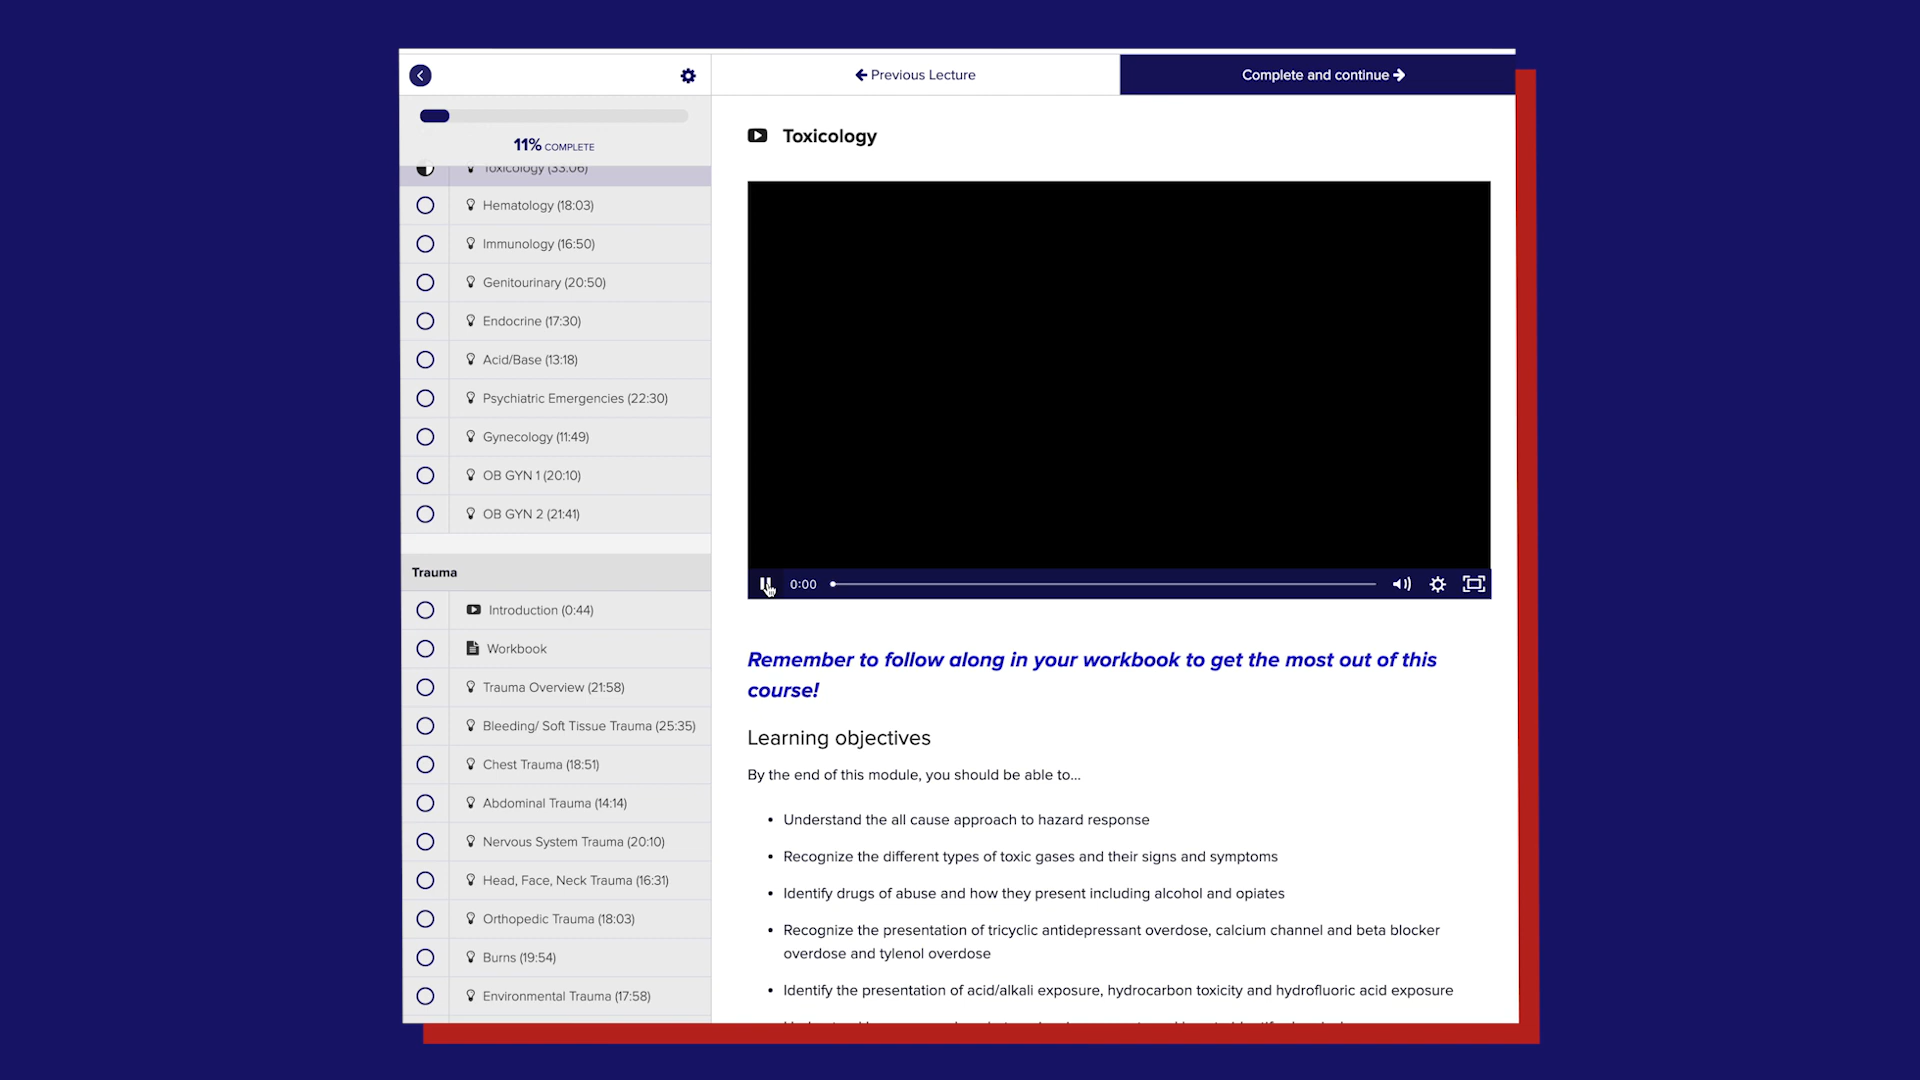 Previous Lecture
Complete and continue
11% COMPLETE
Toxicology (33:06)
Hematology (18:03)
Immunology (16:50)
Genitourinary (20:50)
Endocrine (17:30)
Acid/Base (13:18)
Psychiatric Emergencies (22:30)
Gynecology (11:49)
OB GYN 1 (20:10)
OB GYN 2 (21:41)
Trauma
Introduction (0:44)
Workbook
Trauma Overview (21:58)
Bleeding/ Soft Tissue Trauma (25:35)
Chest Trauma (18:51)
Abdominal Trauma (14:14)
Nervous System Trauma (20:10)
Head, Face, Neck Trauma (16:31)
Orthopedic Trauma (18:03)
Burns (19:54)
Environmental Trauma (17:58)
Toxicology
0:00
Remember to follow along in your workbook to get the most out of this
course!
Learning objectives
By the end of this module, you should be able to...
• Understand the all cause approach to hazard response
• Recognize the different types of toxic gases and their signs and symptoms
• Identify drugs of abuse and how they present including alcohol and opiates
• Recognize the presentation of tricyclic antidepressant overdose, calcium channel and beta blocker
overdose and tylenol overdose
• Identify the presentation of acid/alkali exposure, hydrocarbon toxicity and hydrofluoric acid exposure